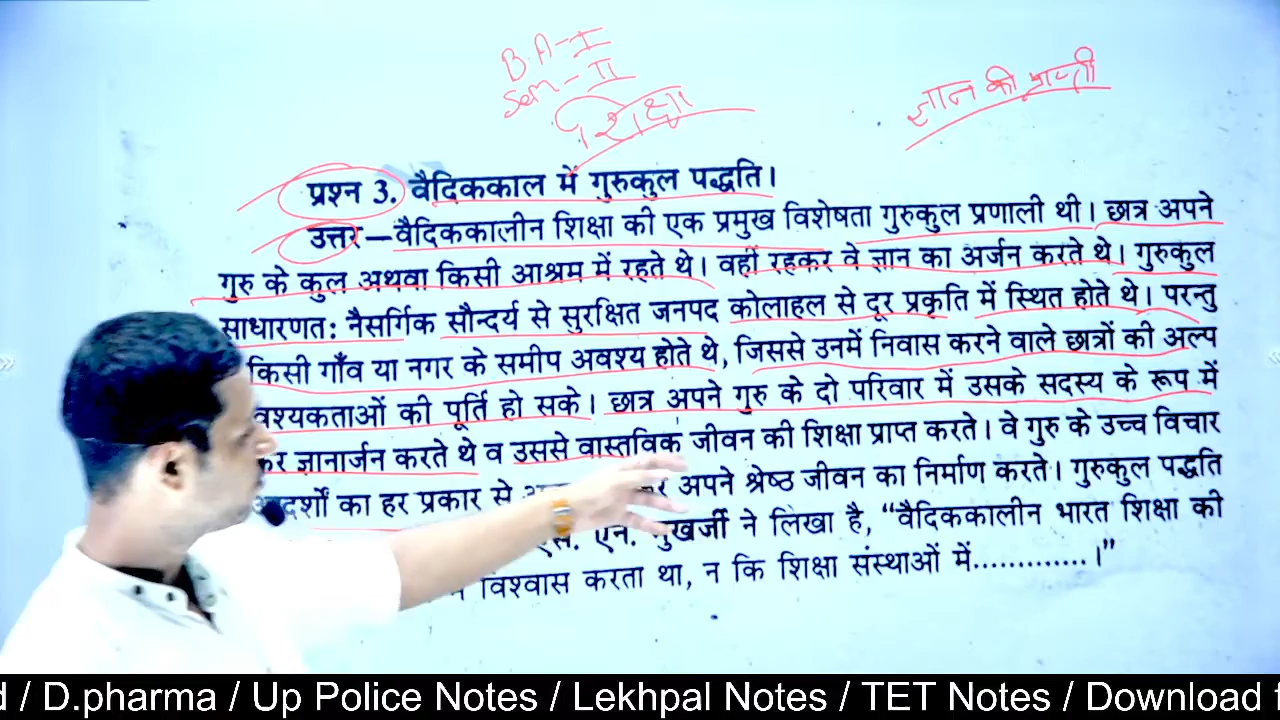 B.A-I
Sem-II
शिक्षा
ज्ञान की प्राप्ती
प्रश्न 3. वैदिककाल में गुरुकुल पद्धति।
उत्तर—वैदिककालीन शिक्षा की एक प्रमुख विशेषता गुरुकुल प्रणाली थी। छात्र अपने
गुरु के कुल अथवा किसी आश्रम में रहते थे। वहीं रहकर वे ज्ञान का अर्जन करते थे। गुरुकुल
साधारणतः नैसर्गिक सौन्दर्य से सुरक्षित जनपद कोलाहल से दूर प्रकृति में स्थित होते थे। परन्तु
किसी गाँव या नगर के समीप अवश्य होते थे, जिससे उनमें निवास करने वाले छात्रों की अल्प
वश्यकताओं की पूर्ति हो सके। छात्र अपने गुरु के दो परिवार में उसके सदस्य के रूप में
कर ज्ञानार्जन करते थे व उससे वास्तविक जीवन की शिक्षा प्राप्त करते। वे गुरु के उच्च विचार
दर्शों का हर प्रकार से अपने श्रेष्ठ जीवन का निर्माण करते। गुरुकुल पद्धति
एस. एन. मुखर्जी ने लिखा है, “वैदिककालीन भारत शिक्षा की
विश्वास करता था, न कि शिक्षा संस्थाओं में.............।”
/ D.pharma / Up Police Notes / Lekhpal Notes / TET Notes / Download